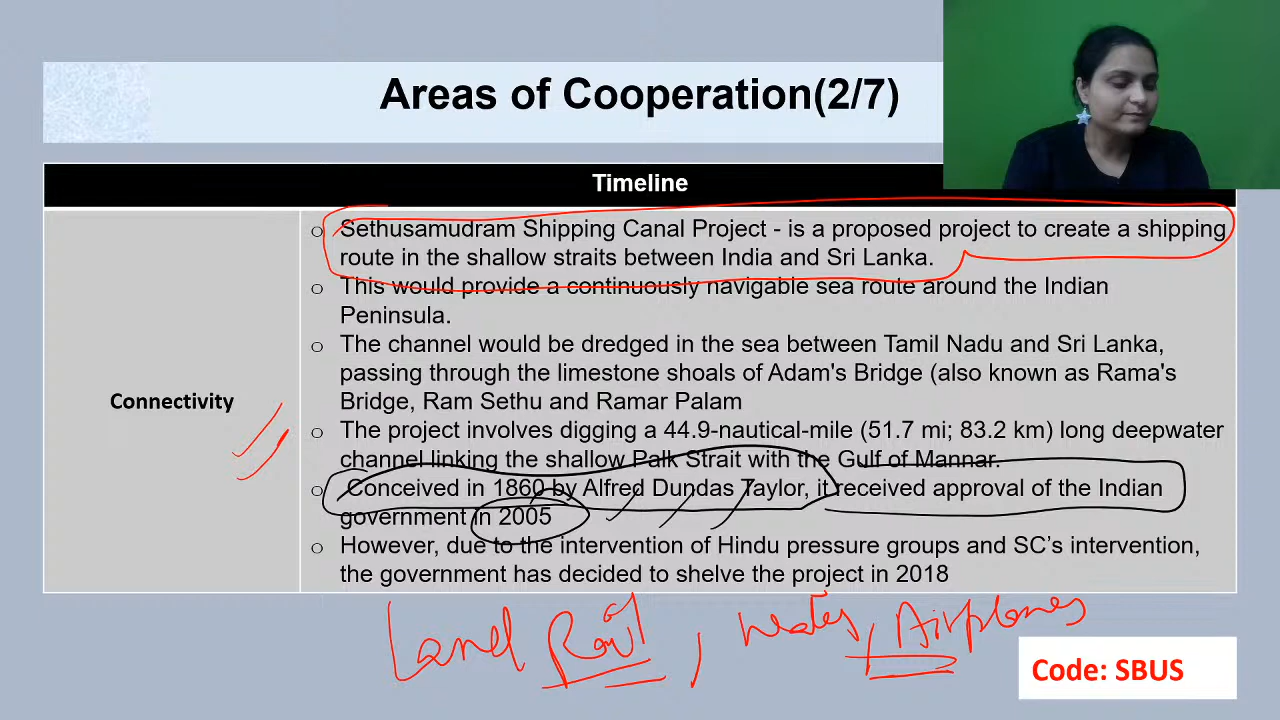 Areas of Cooperation(2/7)
Timeline
Connectivity
o Sethusamudram Shipping Canal Project - is a proposed project to create a shipping
route in the shallow straits between India and Sri Lanka.
o This would provide a continuously navigable sea route around the Indian
Peninsula.
o The channel would be dredged in the sea between Tamil Nadu and Sri Lanka,
passing through the limestone shoals of Adam's Bridge (also known as Rama's
Bridge, Ram Sethu and Ramar Palam
o The project involves digging a 44.9-nautical-mile (51.7 mi; 83.2 km) long deepwater
channel linking the shallow Palk Strait with the Gulf of Mannar.
o Conceived in 1860 by Alfred Dundas Taylor, it received approval of the Indian
government in 2005
o However, due to the intervention of Hindu pressure groups and SC's intervention,
the government has decided to shelve the project in 2018
Land , Airplanes
Code: SBUS